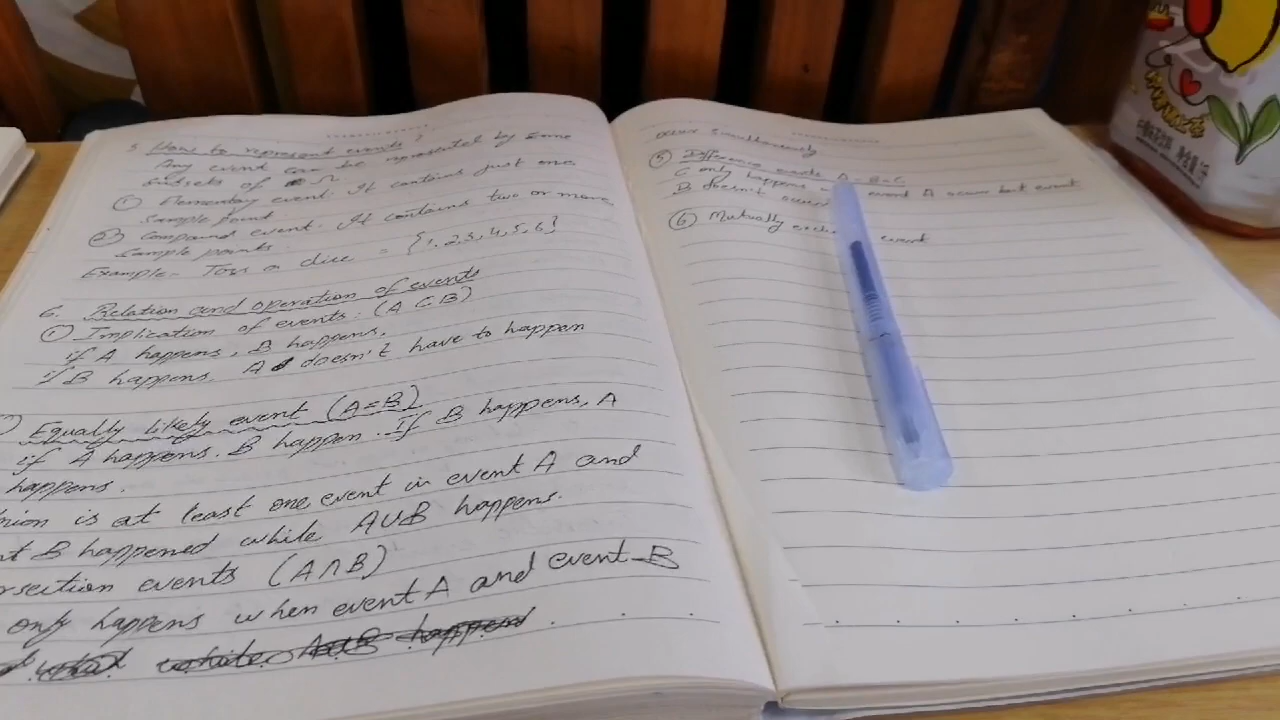 5. How to represent events?
Any event can be represented by some
subsets of Ω
① Elementary event: It contains just one
sample point.
② Compound event: It contains two or more
sample points.
Example- Toss a dice = {1,2,3,4,5,6}
6. Relation and operation of events
① Implication of events: (A ⊂ B)
if A happens, B happens.
if B happens, A doesn't have to happen
Equally likely event (A=B)
if A happens. B happen. If B happens, A
happens.
is at least one event in event A and
B happened while A∪B happens.
events (A∩B)
only happens when event A and event B
while A∪B happens
occur simultaneously
⑤ Difference A-B=C
C only happens event A occurs but event
B doesn't occur
⑥ Mutually event